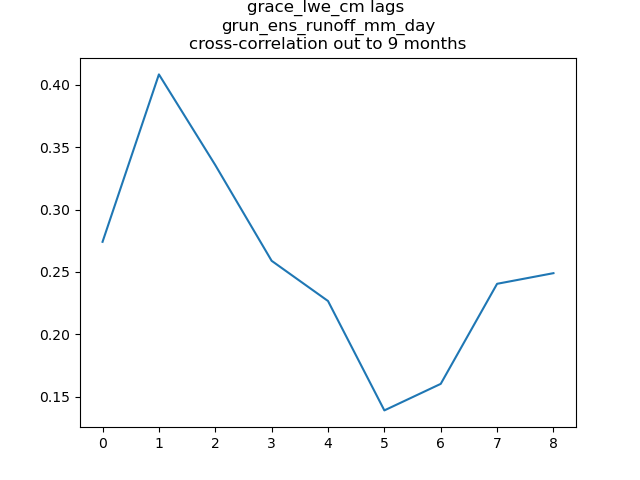 grace_lwe_cm lags
grun_ens_runoff_mm_day
cross-correlation out to 9 months
0.40
0.35
0.30
0.25
0.20
0.15
0 1 2 3 4 5 6 7 8